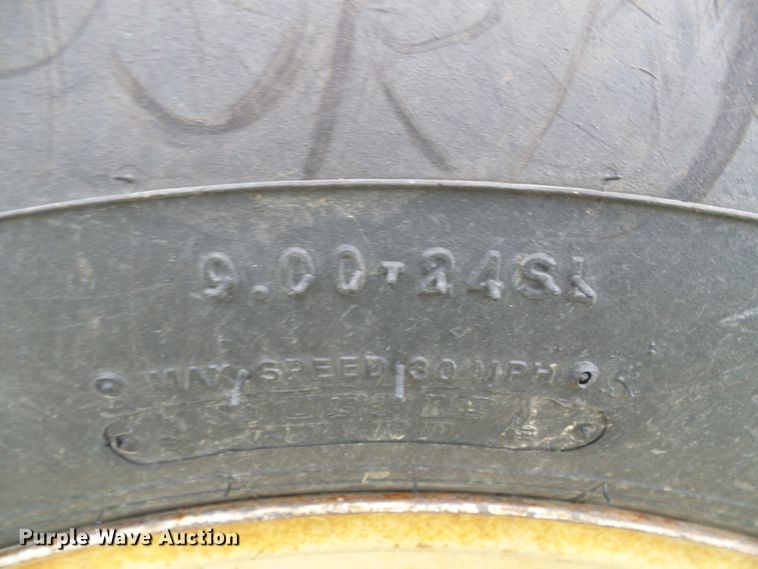 9.00-24SL
MAX SPEED 30 MPH
Purple Wave Auction